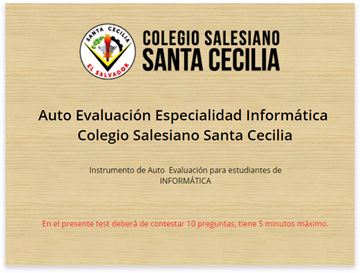 SANTA CECILIA
EL SALVADOR
COLEGIO SALESIANO
SANTA CECILIA
Auto Evaluación Especialidad Informática
Colegio Salesiano Santa Cecilia
Instrumento de Auto Evaluación para estudiantes de
INFORMÁTICA
En el presente test deberá de contestar 10 preguntas, tiene 5 minutos máximo.